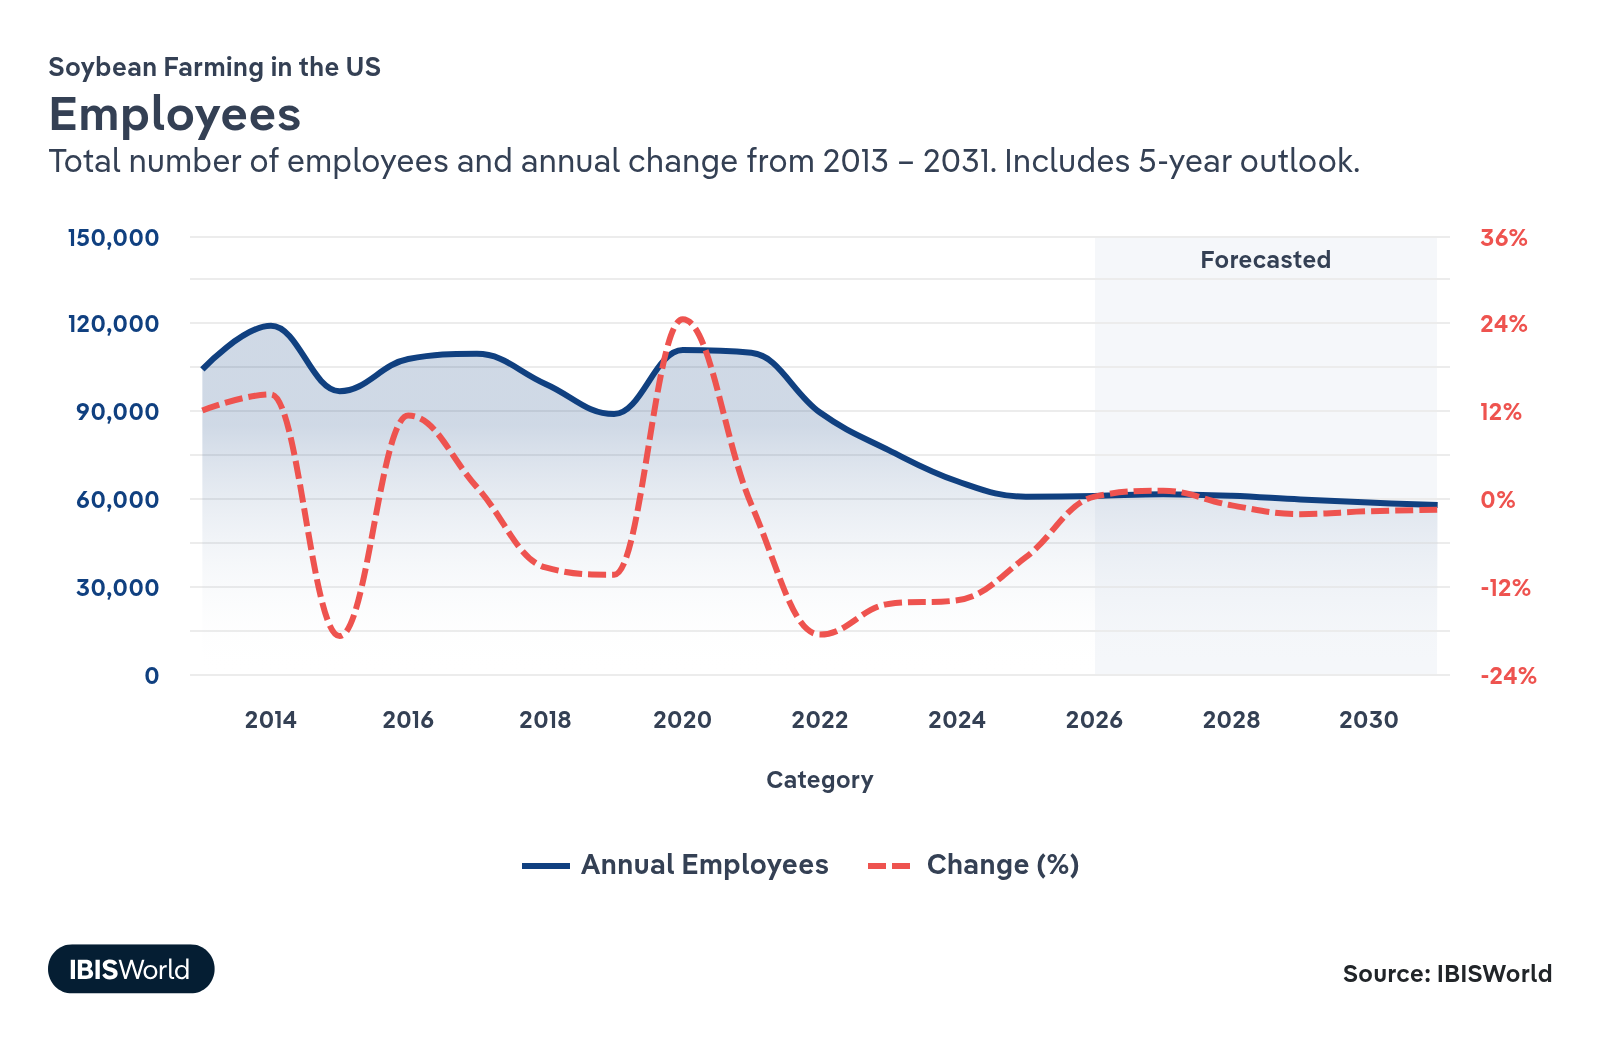 Soybean Farming in the US
Employees
Total number of employees and annual change from 2013 – 2031. Includes 5-year outlook.
150,000
36%
Forecasted
120,000
24%
90,000
12%
60,000
0%
30,000
-12%
0
-24%
2014 2016 2018 2020 2022 2024 2026 2028 2030
Category
Annual Employees Change (%)
IBISWorld
Source: IBISWorld